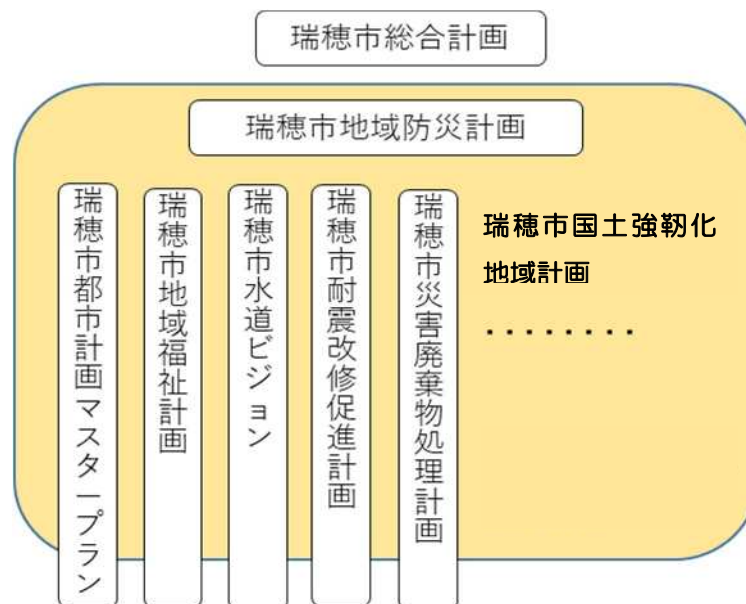 瑞穂市総合計画
瑞穂市地域防災計画
瑞穂市都市計画マスタープラン
瑞穂市地域福祉計画
瑞穂市水道ビジョン
瑞穂市耐震改修促進計画
瑞穂市災害廃棄物処理計画
瑞穂市国土強靭化
地域計画
・・・・・・・・